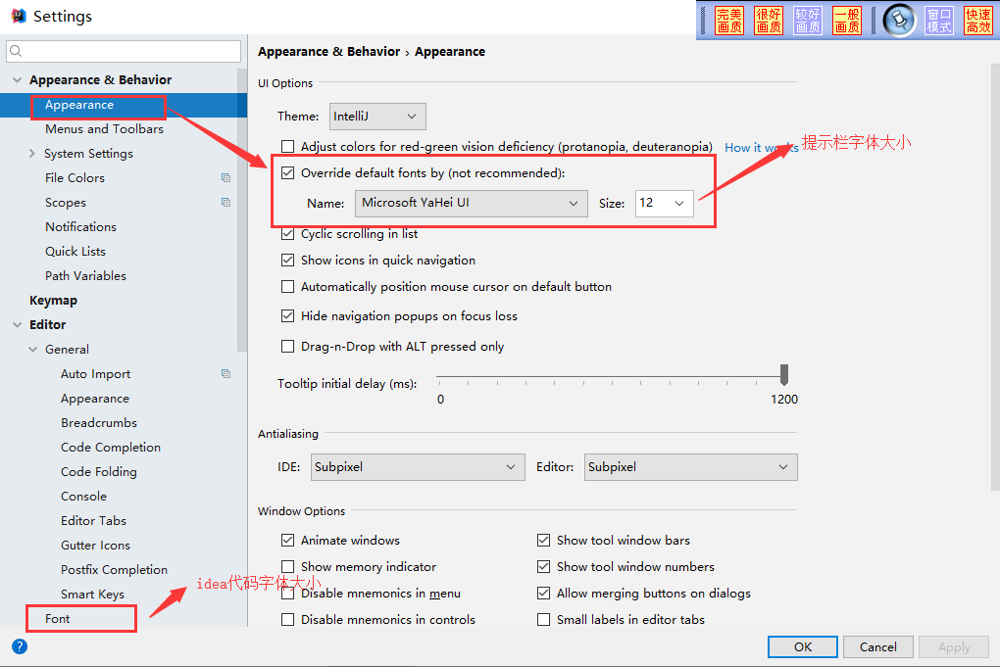 Settings
完美画质 很好画质 较好画质 一般画质 窗口模式 快速高效
Appearance & Behavior
Appearance
Menus and Toolbars
System Settings
File Colors
Scopes
Notifications
Quick Lists
Path Variables
Keymap
Editor
General
Auto Import
Appearance
Breadcrumbs
Code Completion
Code Folding
Console
Editor Tabs
Gutter Icons
Postfix Completion
Smart Keys
Font
idea代码字体大小
Appearance & Behavior › Appearance
UI Options
Theme: IntelliJ
Adjust colors for red-green vision deficiency (protanopia, deuteranopia) How it works
提示栏字体大小
Override default fonts by (not recommended):
Name: Microsoft YaHei UI Size: 12
Cyclic scrolling in list
Show icons in quick navigation
Automatically position mouse cursor on default button
Hide navigation popups on focus loss
Drag-n-Drop with ALT pressed only
Tooltip initial delay (ms):
0 1200
Antialiasing
IDE: Subpixel Editor: Subpixel
Window Options
Animate windows Show tool window bars
Show memory indicator Show tool window numbers
Disable mnemonics in menu Allow merging buttons on dialogs
Disable mnemonics in controls Small labels in editor tabs
?
OK Cancel Apply